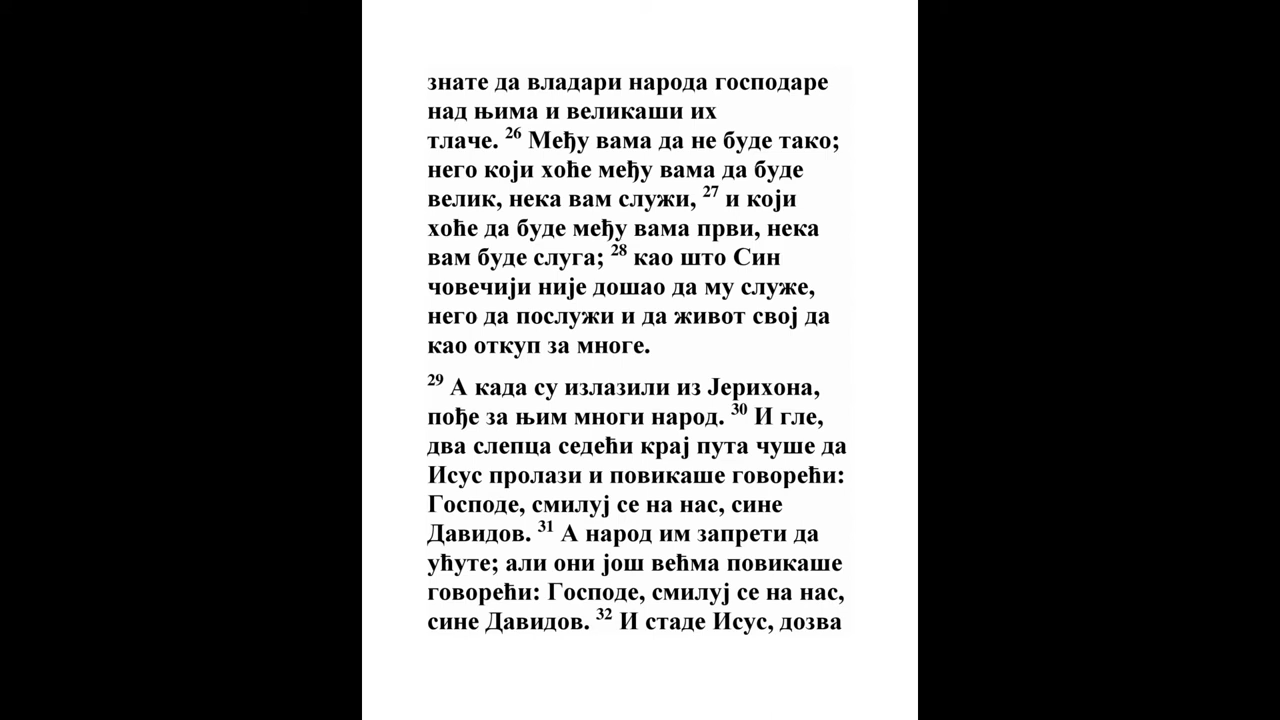 знате да владари народа господаре
над њима и великаши их
тлаче. 26 Међу вама да не буде тако;
него који хоће међу вама да буде
велик, нека вам служи, 27 и који
хоће да буде међу вама први, нека
вам буде слуга; 28 као што Син
човечији није дошао да му служе,
него да послужи и да живот свој да
као откуп за многе.
29 А када су излазили из Јерихона,
пође за њим многи народ. 30 И гле,
два слепца седећи крај пута чуше да
Исус пролази и повикаше говорећи:
Господе, смилуј се на нас, сине
Давидов. 31 А народ им запрети да
ућуте; али они још већма повикаше
говорећи: Господе, смилуј се на нас,
сине Давидов. 32 И стаде Исус, дозва